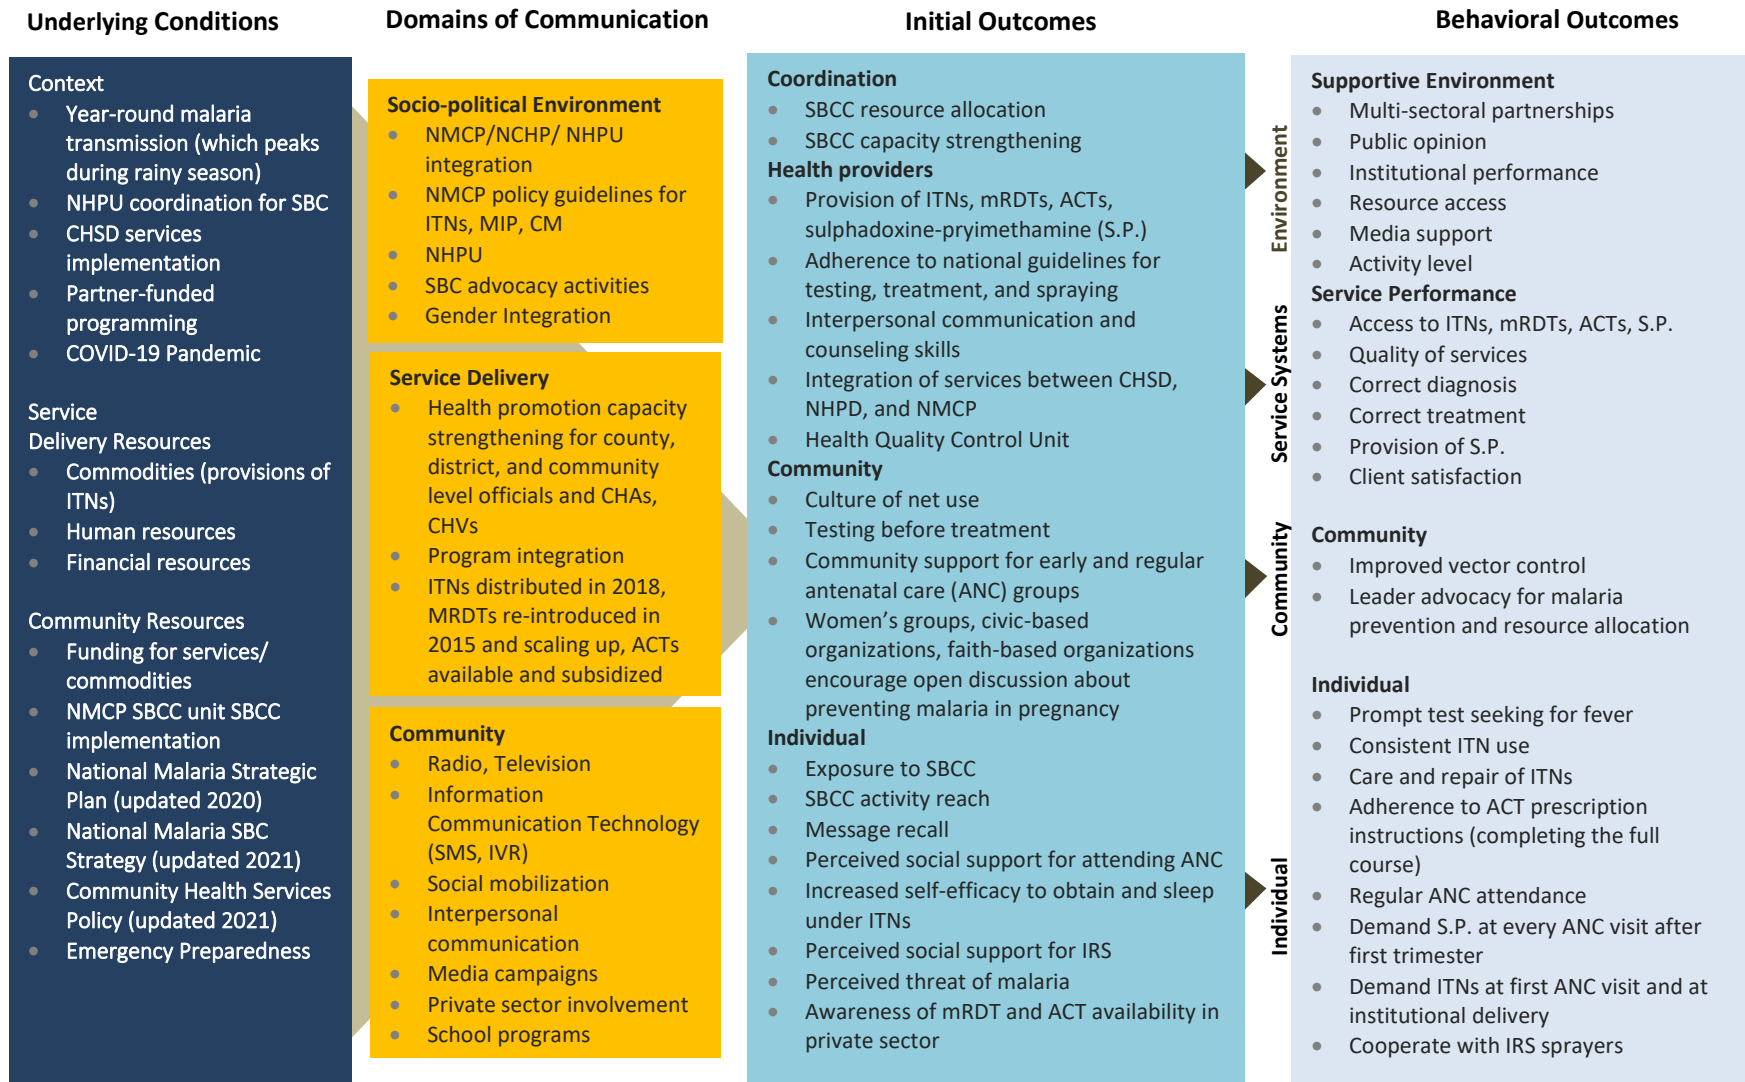 Underlying Conditions
Context
Year-round malaria
transmission (which peaks
during rainy season)
NHPU coordination for SBC
CHSD services
implementation
Partner-funded
programming
COVID-19 Pandemic
Service
Delivery Resources
Commodities (provisions of
ITNs)
Human resources
Financial resources
Community Resources
Funding for services/
commodities
NMCP SBCC unit SBCC
implementation
National Malaria Strategic
Plan (updated 2020)
National Malaria SBC
Strategy (updated 2021)
Community Health Services
Policy (updated 2021)
Emergency Preparedness
Domains of Communication
Socio-political Environment
NMCP/NCHP/ NHPU
integration
NMCP policy guidelines for
ITNs, MIP, CM
NHPU
SBC advocacy activities
Gender Integration
Service Delivery
Health promotion capacity
strengthening for county,
district, and community
level officials and CHAs,
CHVs
Program integration
ITNs distributed in 2018,
MRDTs re-introduced in
2015 and scaling up, ACTs
available and subsidized
Community
Radio, Television
Information
Communication Technology
(SMS, IVR)
Social mobilization
Interpersonal
communication
Media campaigns
Private sector involvement
School programs
Initial Outcomes
Coordination
SBCC resource allocation
SBCC capacity strengthening
Health providers
Provision of ITNs, mRDTs, ACTs,
sulphadoxine-pryimethamine (S.P.)
Adherence to national guidelines for
testing, treatment, and spraying
Interpersonal communication and
counseling skills
Integration of services between CHSD,
NHPD, and NMCP
Health Quality Control Unit
Community
Culture of net use
Testing before treatment
Community support for early and regular
antenatal care (ANC) groups
Women's groups, civic-based
organizations, faith-based organizations
encourage open discussion about
preventing malaria in pregnancy
Individual
Exposure to SBCC
SBCC activity reach
Message recall
Perceived social support for attending ANC
Increased self-efficacy to obtain and sleep
under ITNs
Perceived social support for IRS
Perceived threat of malaria
Awareness of mRDT and ACT availability in
private sector
Environment
Service Systems
Community
Individual
Behavioral Outcomes
Supportive Environment
Multi-sectoral partnerships
Public opinion
Institutional performance
Resource access
Media support
Activity level
Service Performance
Access to ITNs, mRDTs, ACTs, S.P.
Quality of services
Correct diagnosis
Correct treatment
Provision of S.P.
Client satisfaction
Community
Improved vector control
Leader advocacy for malaria
prevention and resource allocation
Individual
Prompt test seeking for fever
Consistent ITN use
Care and repair of ITNs
Adherence to ACT prescription
instructions (completing the full
course)
Regular ANC attendance
Demand S.P. at every ANC visit after
first trimester
Demand ITNs at first ANC visit and at
institutional delivery
Cooperate with IRS sprayers